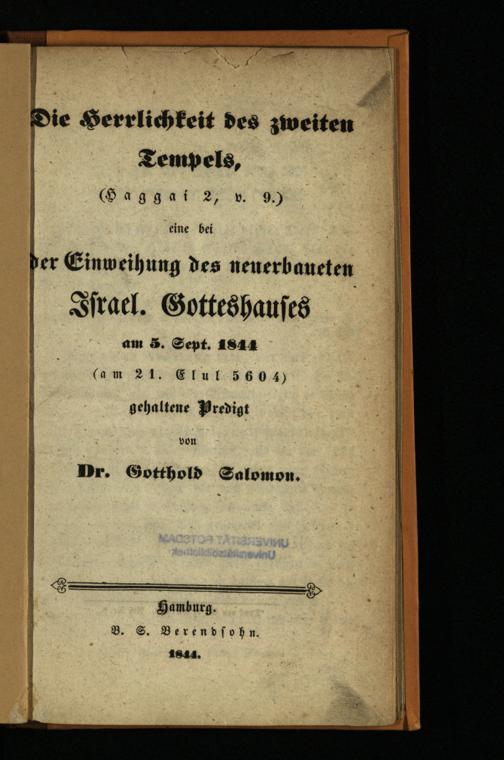 Die Herrlichkeit des zweiten
Tempels,
(Haggai 2, v. 9.)
eine bei
der Einweihung des neuerbaueten
Israel. Gotteshauses
am 5. Sept. 1844
(am 21. Elul 5604)
gehaltene Predigt
von
Dr. Gotthold Salomon.
UNIVERSITÄT POTSDAM
Universitätsbibliothek
Hamburg.
B. S. Berendsohn.
1844.